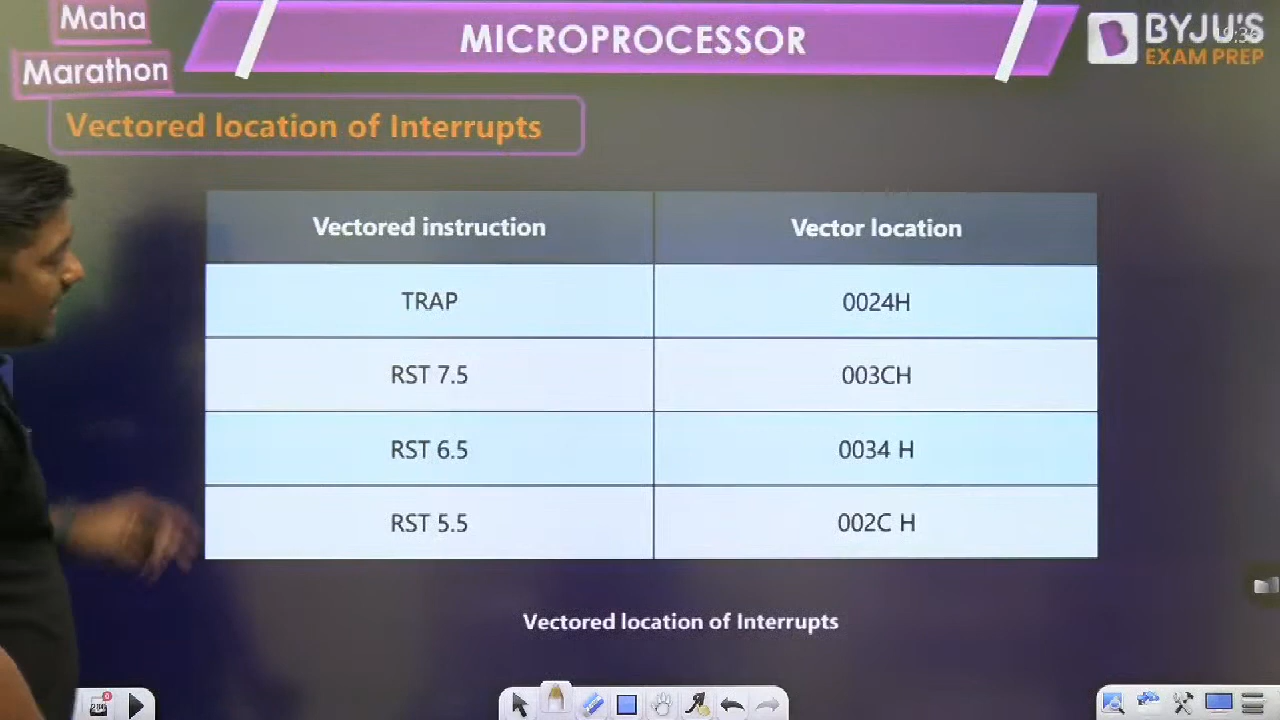 Maha
Marathon
MICROPROCESSOR
BYJU'S
EXAM PREP
Vectored location of Interrupts
Vectored instruction Vector location
TRAP 0024H
RST 7.5 003CH
RST 6.5 0034 H
RST 5.5 002C H
Vectored location of Interrupts